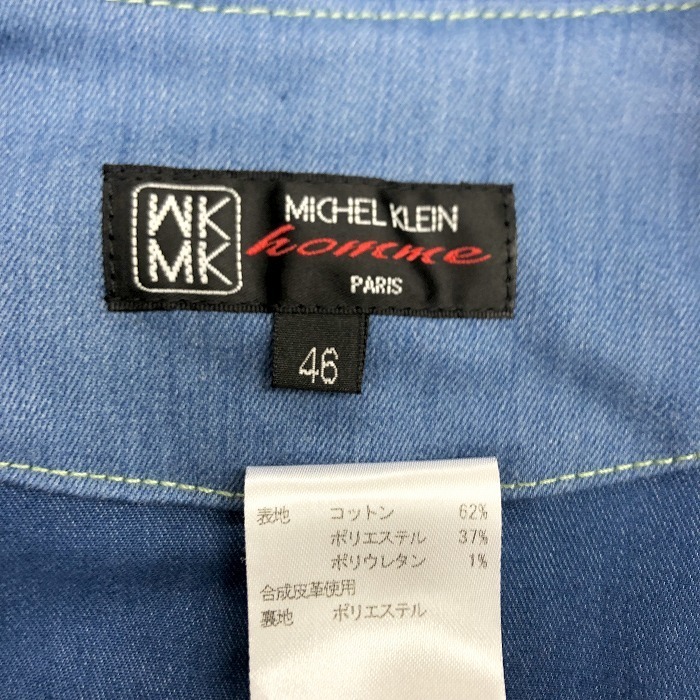 MK
MK
MICHEL KLEIN
homme
PARIS
46
表地 コットン 62%
ポリエステル 37%
ポリウレタン 1%
合成皮革使用
裏地 ポリエステル